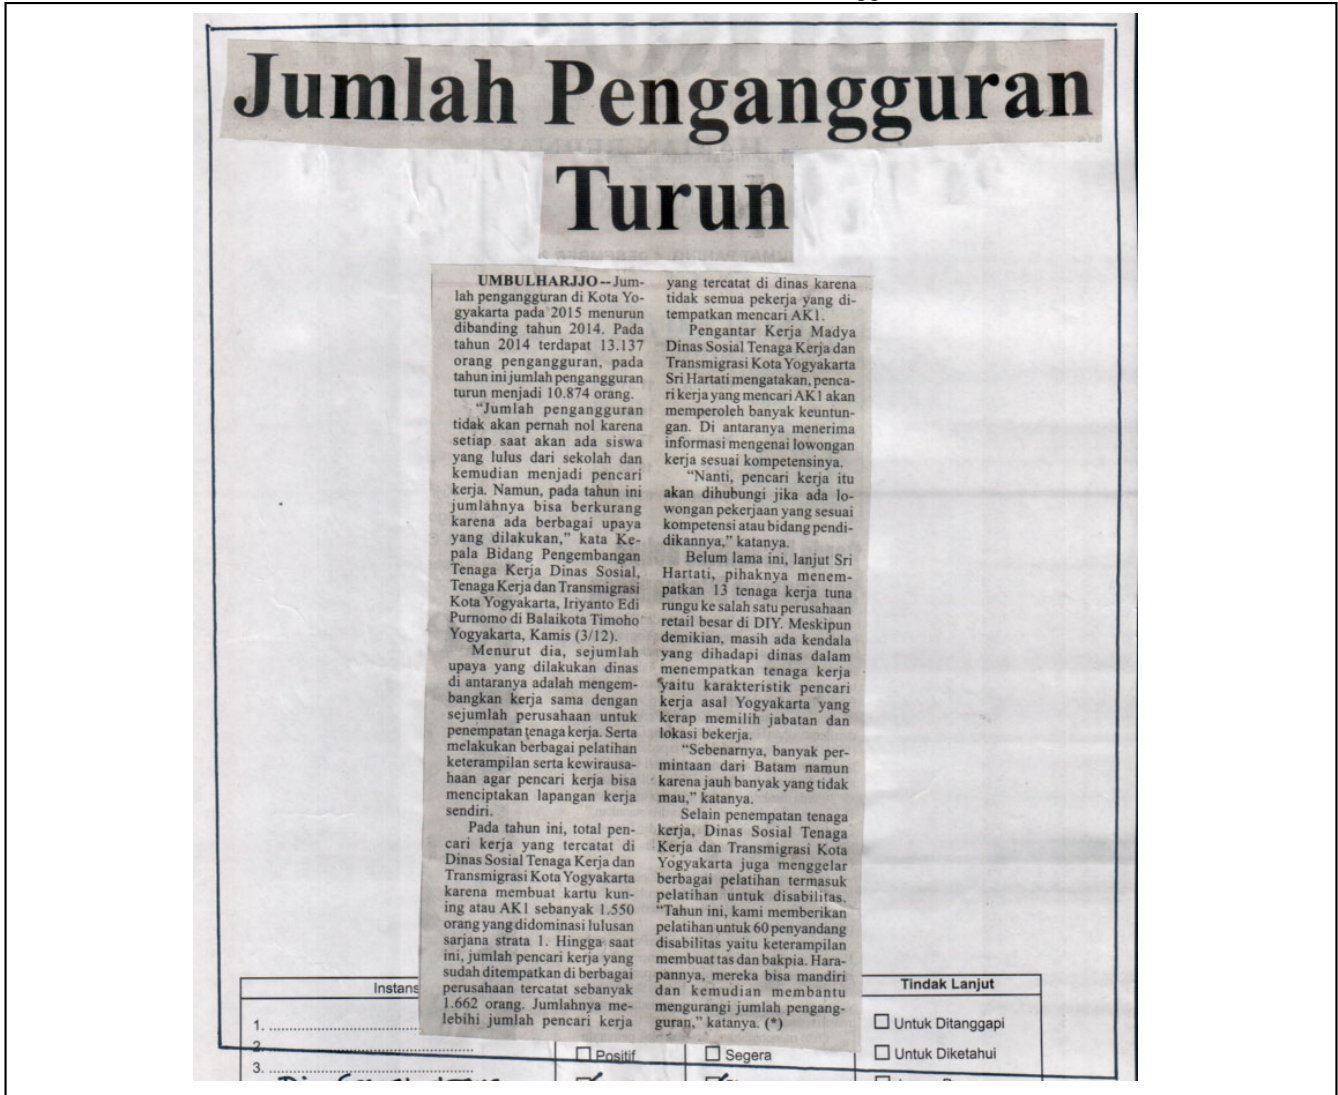 Jumlah Pengangguran
Turun
UMBULHARJJO--Jum-
lah pengangguran di Kota Yo-
gyakarta pada 2015 menurun
dibanding tahun 2014. Pada
tahun 2014 terdapat 13.137
orang pengangguran, pada
tahun ini jumlah pengangguran
turun menjadi 10.874 orang.
“Jumlah pengangguran
tidak akan pernah nol karena
setiap saat akan ada siswa
yang lulus dari sekolah dan
kemudian menjadi pencari
kerja. Namun, pada tahun ini
jumlahnya bisa berkurang
karena ada berbagai upaya
yang dilakukan,” kata Ke-
pala Bidang Pengembangan
Tenaga Kerja Dinas Sosial,
Tenaga Kerja dan Transmigrasi
Kota Yogyakarta, Iriyanto Edi
Purnomo di Balaikota Timoho
Yogyakarta, Kamis (3/12).
Menurut dia, sejumlah
upaya yang dilakukan dinas
di antaranya adalah mengem-
bangkan kerja sama dengan
sejumlah perusahaan untuk
penempatan tenaga kerja. Serta
melakukan berbagai pelatihan
keterampilan serta kewirausa-
haan agar pencari kerja bisa
menciptakan lapangan kerja
sendiri.
Pada tahun ini, total pen-
cari kerja yang tercatat di
Dinas Sosial Tenaga Kerja dan
Transmigrasi Kota Yogyakarta
karena membuat kartu kun-
ing atau AK1 sebanyak 1.550
orang yang didominasi lulusan
sarjana strata 1. Hingga saat
ini, jumlah pencari kerja yang
sudah ditempatkan di berbagai
perusahaan tercatat sebanyak
1.662 orang. Jumlahnya me-
lebihi jumlah pencari kerja
yang tercatat di dinas karena
tidak semua pekerja yang di-
tempatkan mencari AK1.
Pengantar Kerja Madya
Dinas Sosial Tenaga Kerja dan
Transmigrasi Kota Yogyakarta
Sri Hartati mengatakan, penca-
ri kerja yang mencari AK1 akan
memperoleh banyak keuntun-
gan. Di antaranya menerima
informasi mengenai lowongan
kerja sesuai kompetensinya.
“Nanti, pencari kerja itu
akan dihubungi jika ada lo-
wongan pekerjaan yang sesuai
kompetensi atau bidang pendi-
dikannya,” katanya.
Belum lama ini, lanjut Sri
Hartati, pihaknya menem-
patkan 13 tenaga kerja tuna
rungu ke salah satu perusahaan
retail besar di DIY. Meskipun
demikian, masih ada kendala
yang dihadapi dinas dalam
menempatkan tenaga kerja
yaitu karakteristik pencari
kerja asal Yogyakarta yang
kerap memilih jabatan dan
lokasi bekerja.
“Sebenarnya, banyak per-
mintaan dari Batam namun
karena jauh banyak yang tidak
mau,” katanya.
Selain penempatan tenaga
kerja, Dinas Sosial Tenaga
Kerja dan Transmigrasi Kota
Yogyakarta juga menggelar
berbagai pelatihan termasuk
pelatihan untuk disabilitas.
“Tahun ini, kami memberikan
pelatihan untuk 60 penyandang
disabilitas yaitu keterampilan
membuat tas dan bakpia. Hara-
pannya, mereka bisa mandiri
dan kemudian membantu
mengurangi jumlah pengang-
guran,” katanya. (*)
Instans
1.
2.
3.
Positif
Segera
Tindak Lanjut
Untuk Ditanggapi
Untuk Diketahui